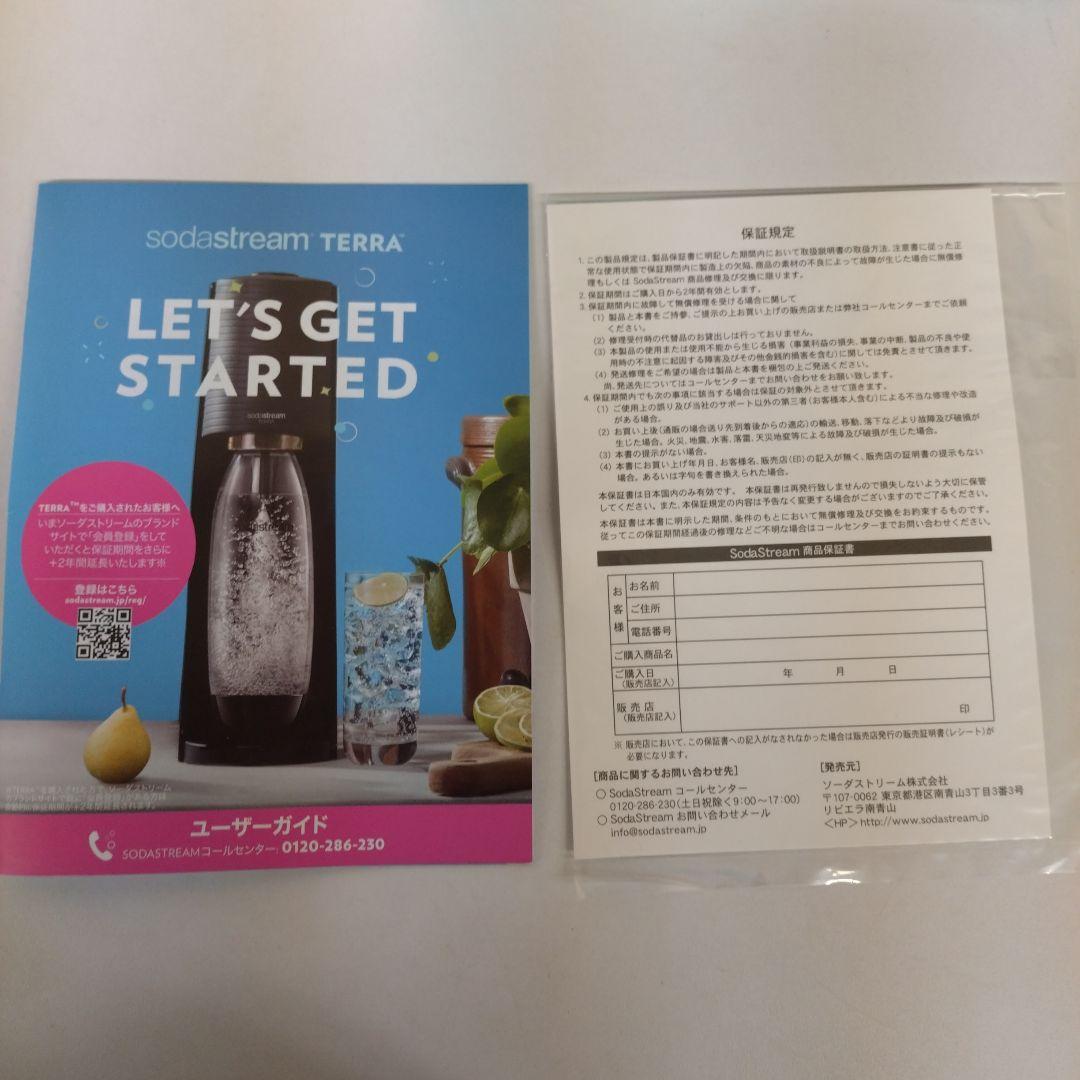 sodastream TERRA™
LET'S GET
STARTED
sodastream
TERRA
TERRA™をご購入されたお客様へ
いまソーダストリームのブランド
サイトで「会員登録」をして
いただくと保証期間をさらに
+2年間延長いたします※
登録はこちら
sodastream.jp/reg/
ユーザーガイド
SODASTREAMコールセンター: 0120-286-230
保証規定
1. この製品規定は、製品保証書に明記した期間内において取扱説明書の取扱方法、注意書に従った正
常な使用状態で保証期間内に製造上の欠陥、商品の素材の不良によって故障が生じた場合に無償修
理もしくは SodaStream 商品修理及び交換に限ります。
2. 保証期間はご購入日から2年間有効とします。
3. 保証期間内に故障して無償修理を受ける場合に関して
(1) 製品と本書をご持参、ご提示の上お買い上げの販売店または弊社コールセンターまでご依頼
ください。
(2) 修理受付時の代替品のお貸出しは行っておりません。
(3) 本製品の使用または使用不能から生じる損害(事業利益の損失、事業の中断、製品の不良や使
用時の不注意に起因する障害及びその他金銭的損害を含む)に関しては免責とさせて頂きます。
(4) 発送修理をご希望の場合は製品と本書を梱包の上ご発送ください。
尚、発送先についてはコールセンターまでお問い合わせをお願い致します。
4. 保証期間内でも次の事項に該当する場合は保証の対象外とさせて頂きます。
(1) ご使用上の誤り及び当社のサポート以外の第三者(お客様本人含む)による不当な修理や改造
がある場合。
(2) お買い上後(通販の場合送り先到着後からの適応)の輸送、移動、落下などより故障及び破損が
生じた場合。火災、地震、水害、落雷、天災地変等による故障及び破損が生じた場合。
(3) 本書の提示がない場合。
(4) 本書にお買い上げ年月日、お客様名、販売店(印)の記入が無く、販売店の証明書の提示もない
場合。あるいは字句を書き換えられた場合。
本保証書は日本国内のみ有効です。 本保証書は再発行致しませんので損失しないよう大切に保管
してください。また、本保証規定の内容は予告なく変更する場合がございますのでご了承ください。
本保証書は本書に明示した期間、条件のもとにおいて無償修理及び交換をお約束するものです。
従ってこの保証期間経過後の修理などご不明な場合はコールセンターまでお問い合わせください。
SodaStream 商品保証書
お客様
お名前
ご住所
電話番号
ご購入商品名
ご購入日
(販売店記入)
年 月 日
販売店
(販売店記入)
印
※ 販売店において、この保証書への記入がなされなかった場合は販売店発行の販売証明書(レシート)が
必要になります。
[商品に関するお問い合わせ先]
○ SodaStream コールセンター
0120-286-230(土日祝除く9:00〜17:00)
○ SodaStream お問い合わせメール
info@sodastream.jp
[発売元]
ソーダストリーム株式会社
〒107-0062 東京都港区南青山3丁目3番3号
リビエラ南青山
<HP>http://www.sodastream.jp